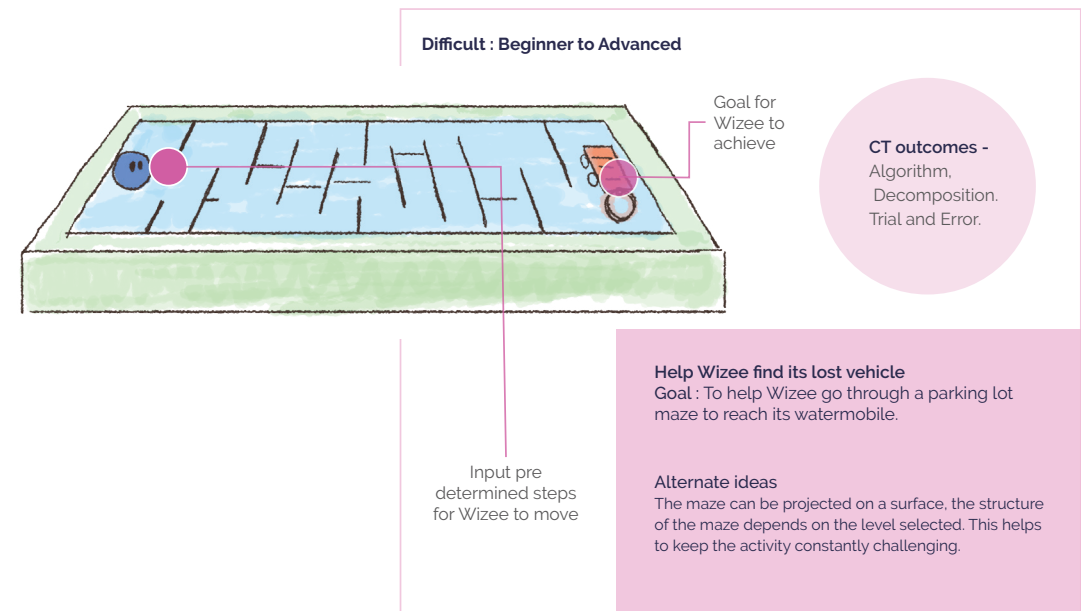 Difficult : Beginner to Advanced
Goal for
Wizee to
achieve
CT outcomes -
Algorithm,
Decomposition.
Trial and Error.
Input pre
determined steps
for Wizee to move
Help Wizee find its lost vehicle
Goal : To help Wizee go through a parking lot
maze to reach its watermobile.
Alternate ideas
The maze can be projected on a surface, the structure
of the maze depends on the level selected. This helps
to keep the activity constantly challenging.